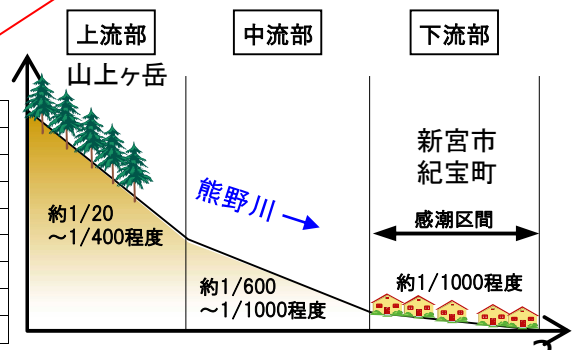 上流部
中流部
下流部
山上ヶ岳
新宮市
紀宝町
熊野川
感潮区間
約1/20
～1/400程度
約1/600
～1/1000程度
約1/1000程度